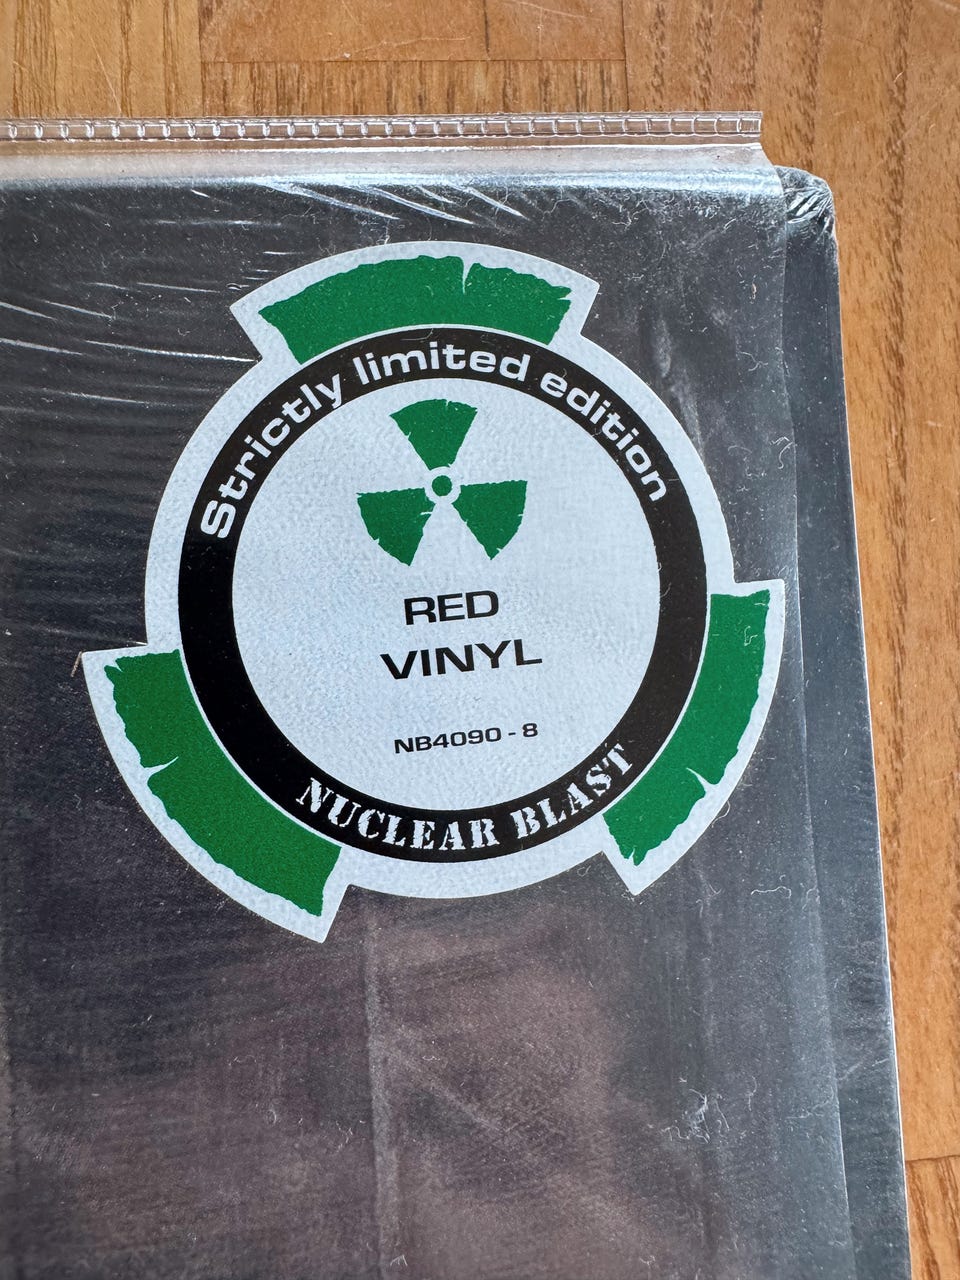 Strictly limited edition
RED
VINYL
NB4090 - 8
NUCLEAR BLAST